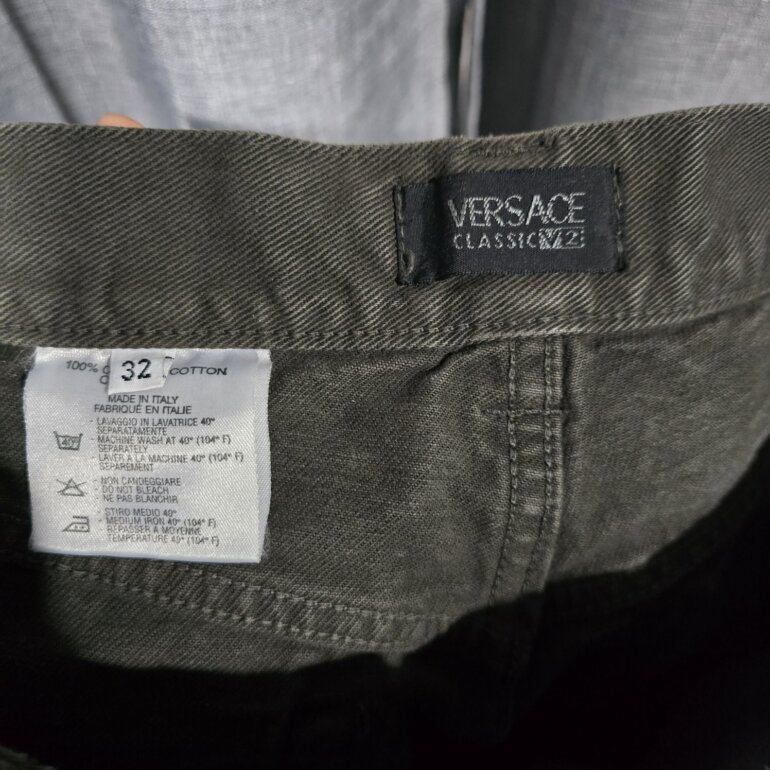 VERSACE
CLASSIC V2
100% C 32 COTTON
MADE IN ITALY
FABRIQUÉ EN ITALIE
- LAVAGGIO IN LAVATRICE 40°
SEPARATAMENTE
40° - MACHINE WASH AT 40° (104° F)
SEPARATELY
LAVER A LA MACHINE 40° (104° F)
SEPAREMENT
- NON CANDEGGIARE
- DO NOT BLEACH
- NE PAS BLANCHIR
- STIRO MEDIO 40°
- MEDIUM IRON 40° (104° F)
- REPASSER A MOYENNE
TEMPERATURE 40° (104° F)